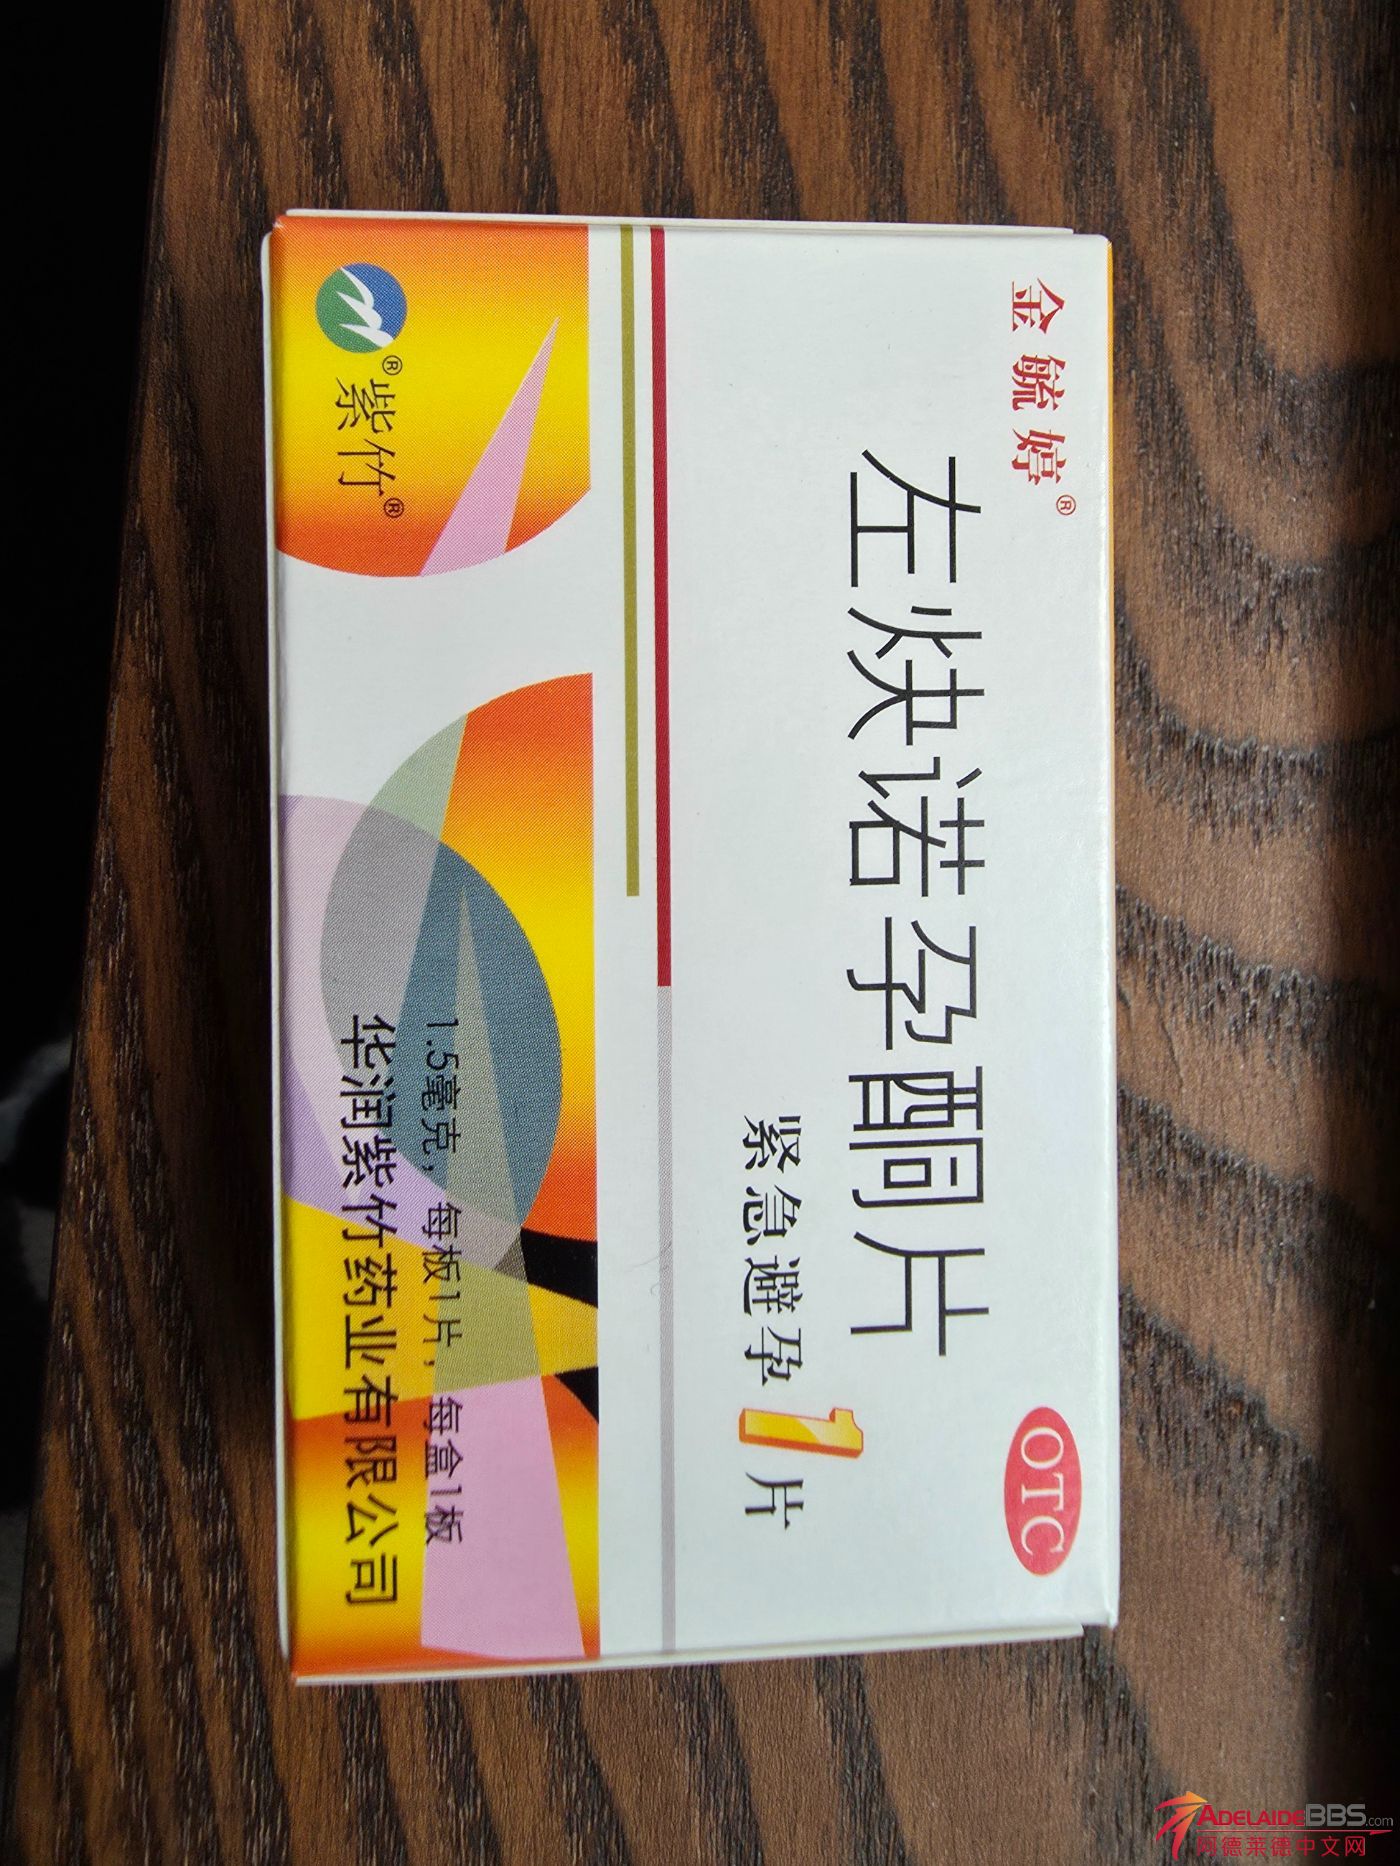 金毓婷®
OTC
左炔诺孕酮片
紧急避孕1片
®紫竹®
1.5毫克，每板1片，每盒1板
华润紫竹药业有限公司
ADELAIDEBBS.com
阿德莱德中文网